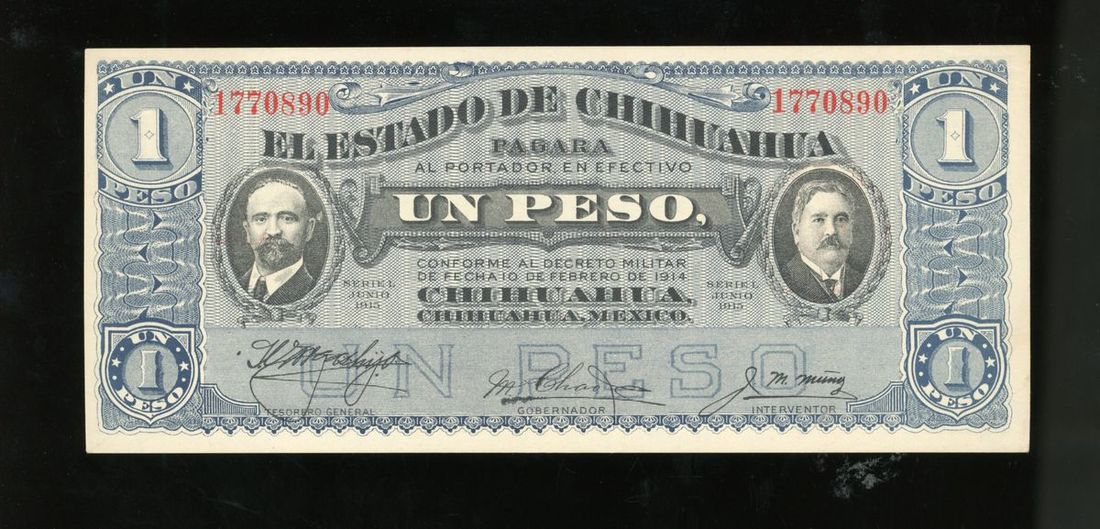 UN
1
PESO
1770890
1770890
UN
1
PESO
EL ESTADO DE CHIHUAHUA
PAGARA
AL PORTADOR EN EFECTIVO
UN PESO,
CONFORME AL DECRETO MILITAR
DE FECHA 10 DE FEBRERO DE 1914
SERIE L
JUNIO
1915
CHIHUAHUA,
CHIHUAHUA, MEXICO.
SERIE L
JUNIO
1915
UN
1
PESO
UN PESO
UN
1
PESO
TESORERO GENERAL
GOBERNADOR
J. M. Muñoz
INTERVENTOR